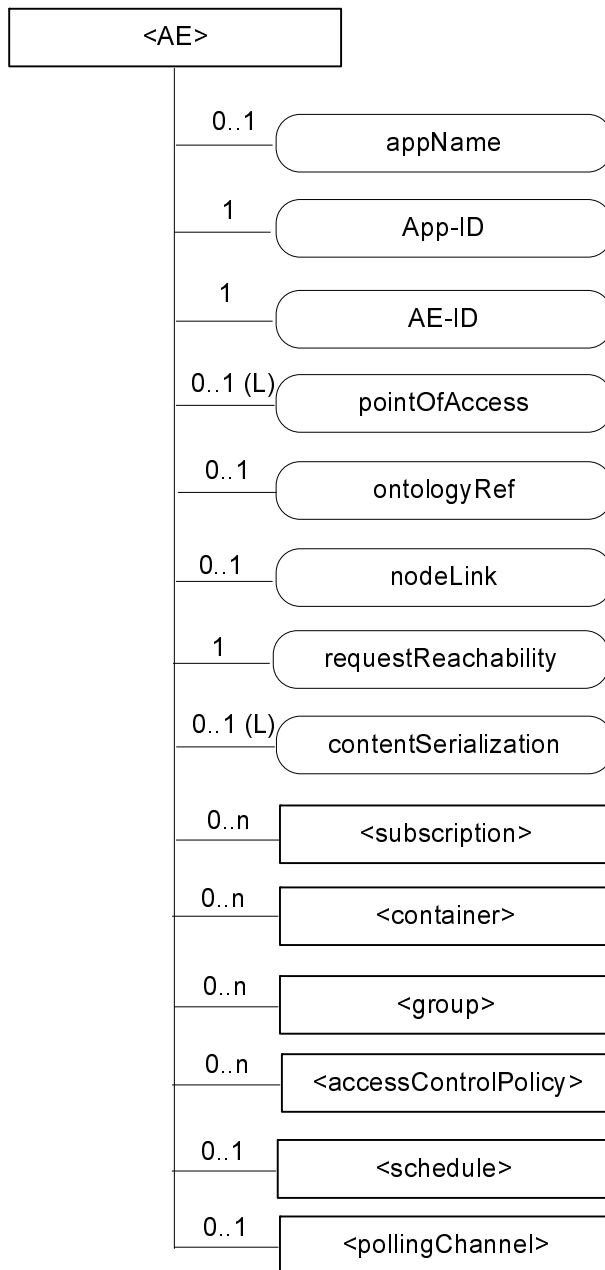 <AE>
0..1
appName
1
App-ID
1
AE-ID
0..1 (L)
pointOfAccess
0..1
ontologyRef
0..1
nodeLink
1
requestReachability
0..1 (L)
contentSerialization
0..n
<subscription>
0..n
<container>
0..n
<group>
0..n
<accessControlPolicy>
0..1
<schedule>
0..1
<pollingChannel>